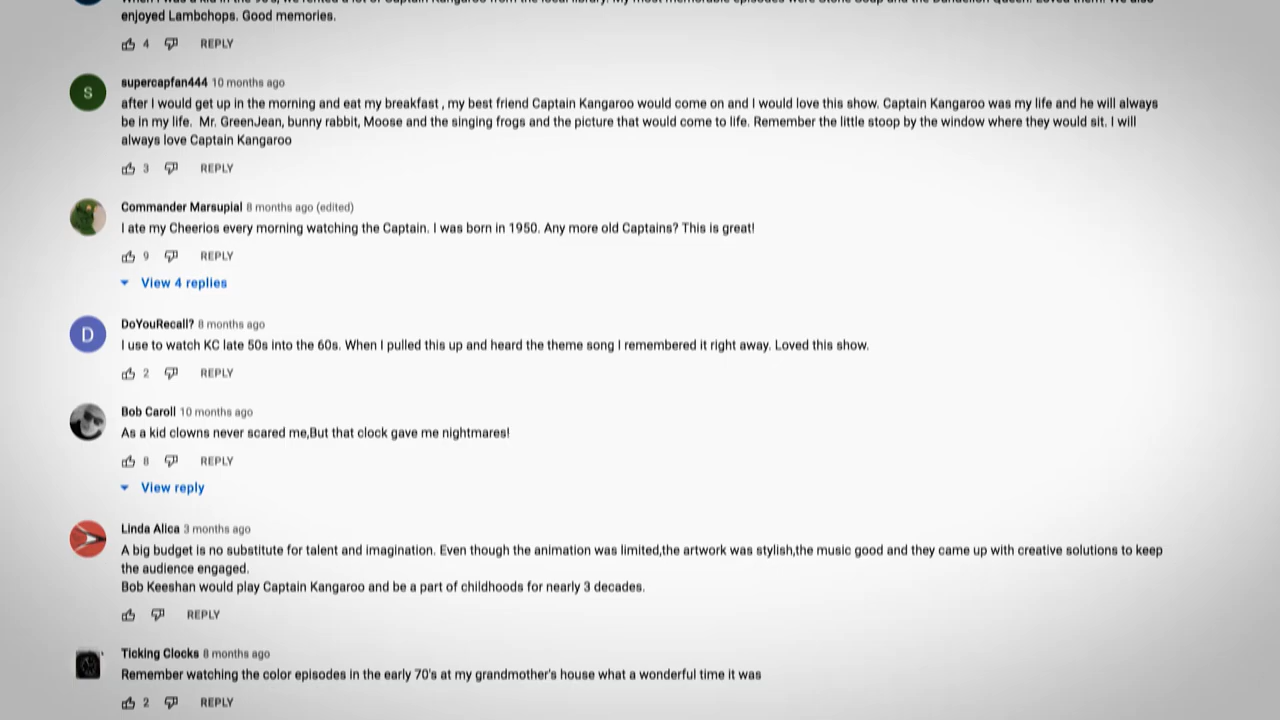 enjoyed Lambchops. Good memories.
4 REPLY
S
supercapfan444 10 months ago
after I would get up in the morning and eat my breakfast , my best friend Captain Kangaroo would come on and I would love this show. Captain Kangaroo was my life and he will always
be in my life. Mr. GreenJean, bunny rabbit, Moose and the singing frogs and the picture that would come to life. Remember the little stoop by the window where they would sit. I will
always love Captain Kangaroo
3 REPLY
Commander Marsupial 8 months ago (edited)
I ate my Cheerios every morning watching the Captain. I was born in 1950. Any more old Captains? This is great!
9 REPLY
View 4 replies
D
DoYouRecall? 8 months ago
I use to watch KC late 50s into the 60s. When I pulled this up and heard the theme song I remembered it right away. Loved this show.
2 REPLY
Bob Caroll 10 months ago
As a kid clowns never scared me,But that clock gave me nightmares!
8 REPLY
View reply
Linda Alica 3 months ago
A big budget is no substitute for talent and imagination. Even though the animation was limited,the artwork was stylish,the music good and they came up with creative solutions to keep
the audience engaged.
Bob Keeshan would play Captain Kangaroo and be a part of childhoods for nearly 3 decades.
REPLY
Ticking Clocks 8 months ago
Remember watching the color episodes in the early 70's at my grandmother's house what a wonderful time it was
2 REPLY